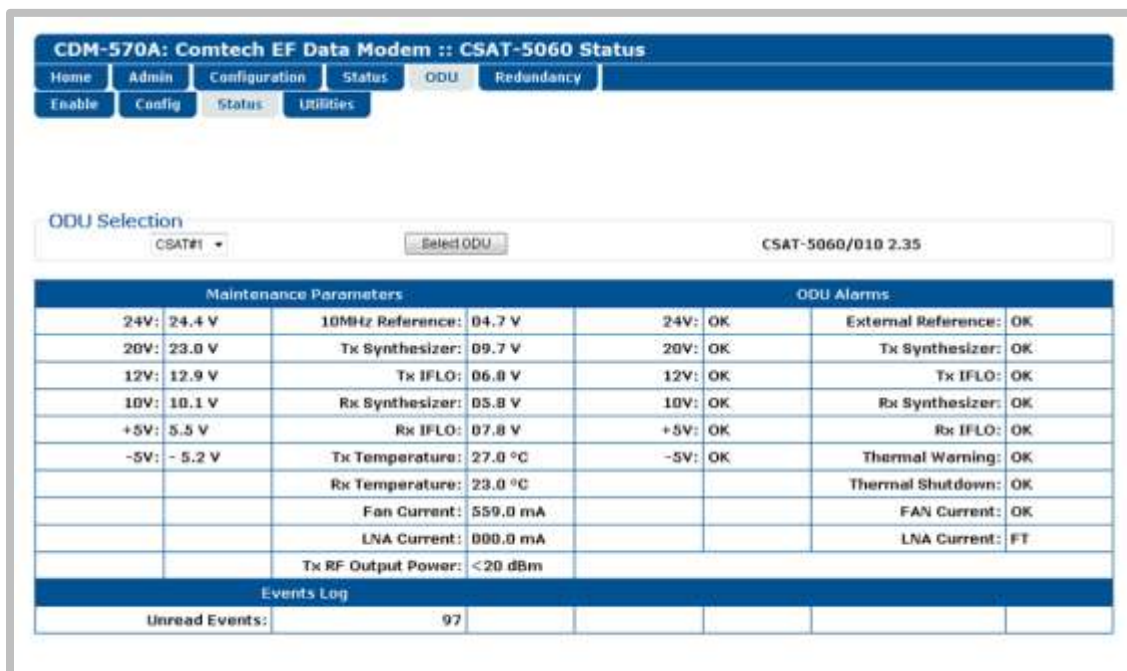 CDM-570A: Comtech EF Data Modem :: CSAT-5060 Status
Home Admin Configuration Status ODU Redundancy
Enable Config Status Utilities
ODU Selection
CSAT#1 Select ODU CSAT-5060/010 2.35
Maintenance Parameters ODU Alarms
24V: 24.4 V 10MHz Reference: 04.7 V 24V: OK External Reference: OK
20V: 23.0 V Tx Synthesizer: 09.7 V 20V: OK Tx Synthesizer: OK
12V: 12.9 V Tx IFLO: 06.8 V 12V: OK Tx IFLO: OK
10V: 10.1 V Rx Synthesizer: 05.8 V 10V: OK Rx Synthesizer: OK
+5V: 5.5 V Rx IFLO: 07.8 V +5V: OK Rx IFLO: OK
-5V: - 5.2 V Tx Temperature: 27.0 °C -5V: OK Thermal Warning: OK
Rx Temperature: 23.0 °C Thermal Shutdown: OK
Fan Current: 559.0 mA FAN Current: OK
LNA Current: 000.0 mA LNA Current: FT
Tx RF Output Power: <20 dBm
Events Log
Unread Events: 97